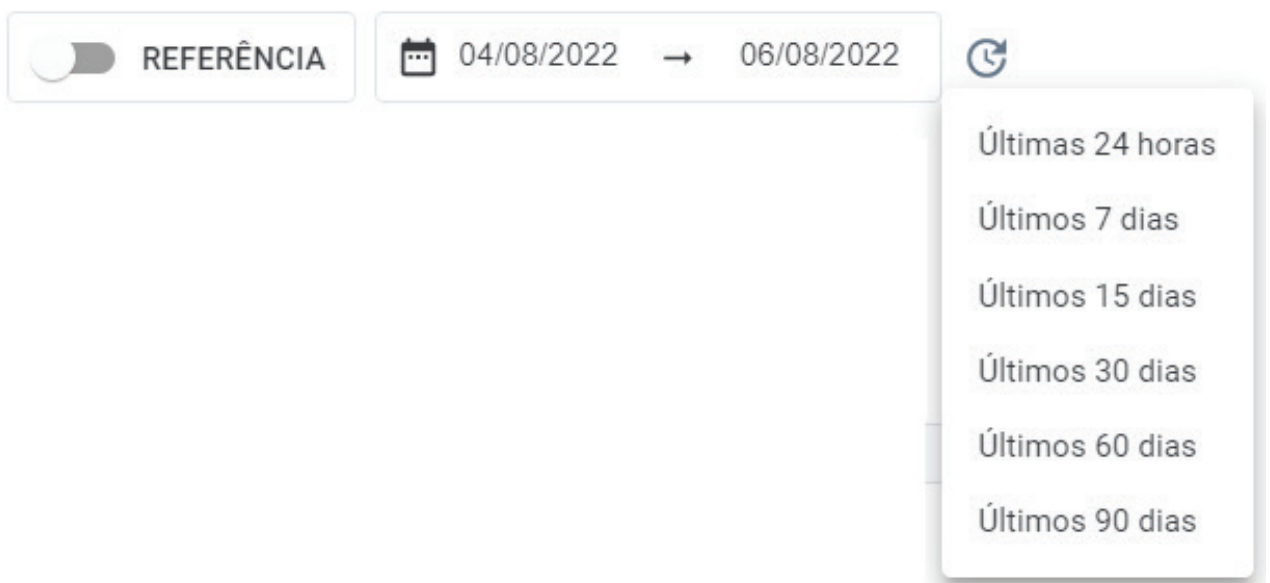 REFERÊNCIA 04/08/2022 → 06/08/2022
Últimas 24 horas
Últimos 7 dias
Últimos 15 dias
Últimos 30 dias
Últimos 60 dias
Últimos 90 dias